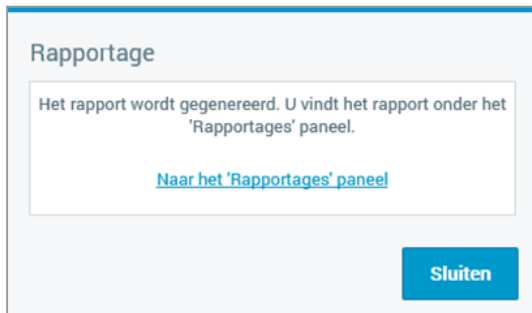 Rapportage
Het rapport wordt gegenereerd. U vindt het rapport onder het
'Rapportages' paneel.
Naar het 'Rapportages' paneel
Sluiten